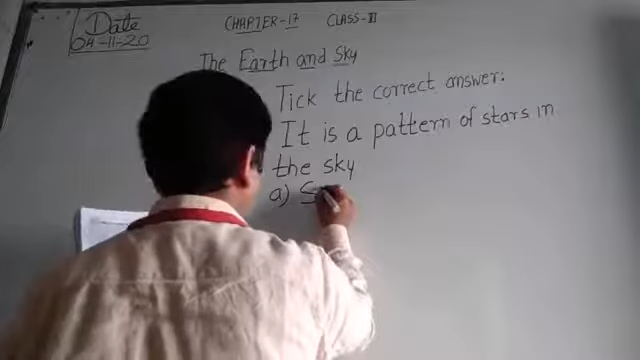 Date
04-11-20
CHAPTER-17 CLASS-II
The Earth and Sky
Tick the correct answer:
It is a pattern of stars in
the sky
a) S